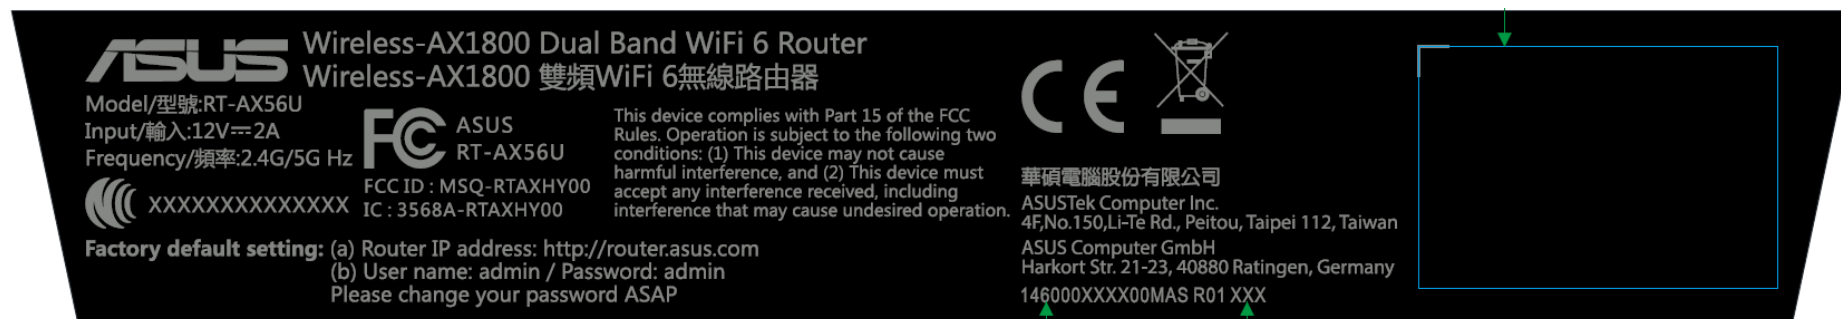 ASUS
Wireless-AX1800 Dual Band WiFi 6 Router
Wireless-AX1800 雙頻WiFi 6無線路由器
Model/型號:RT-AX56U
Input/輸入:12V⎓2A
Frequency/頻率:2.4G/5G Hz
XXXXXXXXXXXXXX
FC
ASUS
RT-AX56U
FCC ID : MSQ-RTAXHY00
IC : 3568A-RTAXHY00
This device complies with Part 15 of the FCC
Rules. Operation is subject to the following two
conditions: (1) This device may not cause
harmful interference, and (2) This device must
accept any interference received, including
interference that may cause undesired operation.
Factory default setting: (a) Router IP address: http://router.asus.com
(b) User name: admin / Password: admin
Please change your password ASAP
CE
華碩電腦股份有限公司
ASUSTek Computer Inc.
4F,No.150,Li-Te Rd., Peitou, Taipei 112, Taiwan
ASUS Computer GmbH
Harkort Str. 21-23, 40880 Ratingen, Germany
146000XXXX00MAS R01 XXX